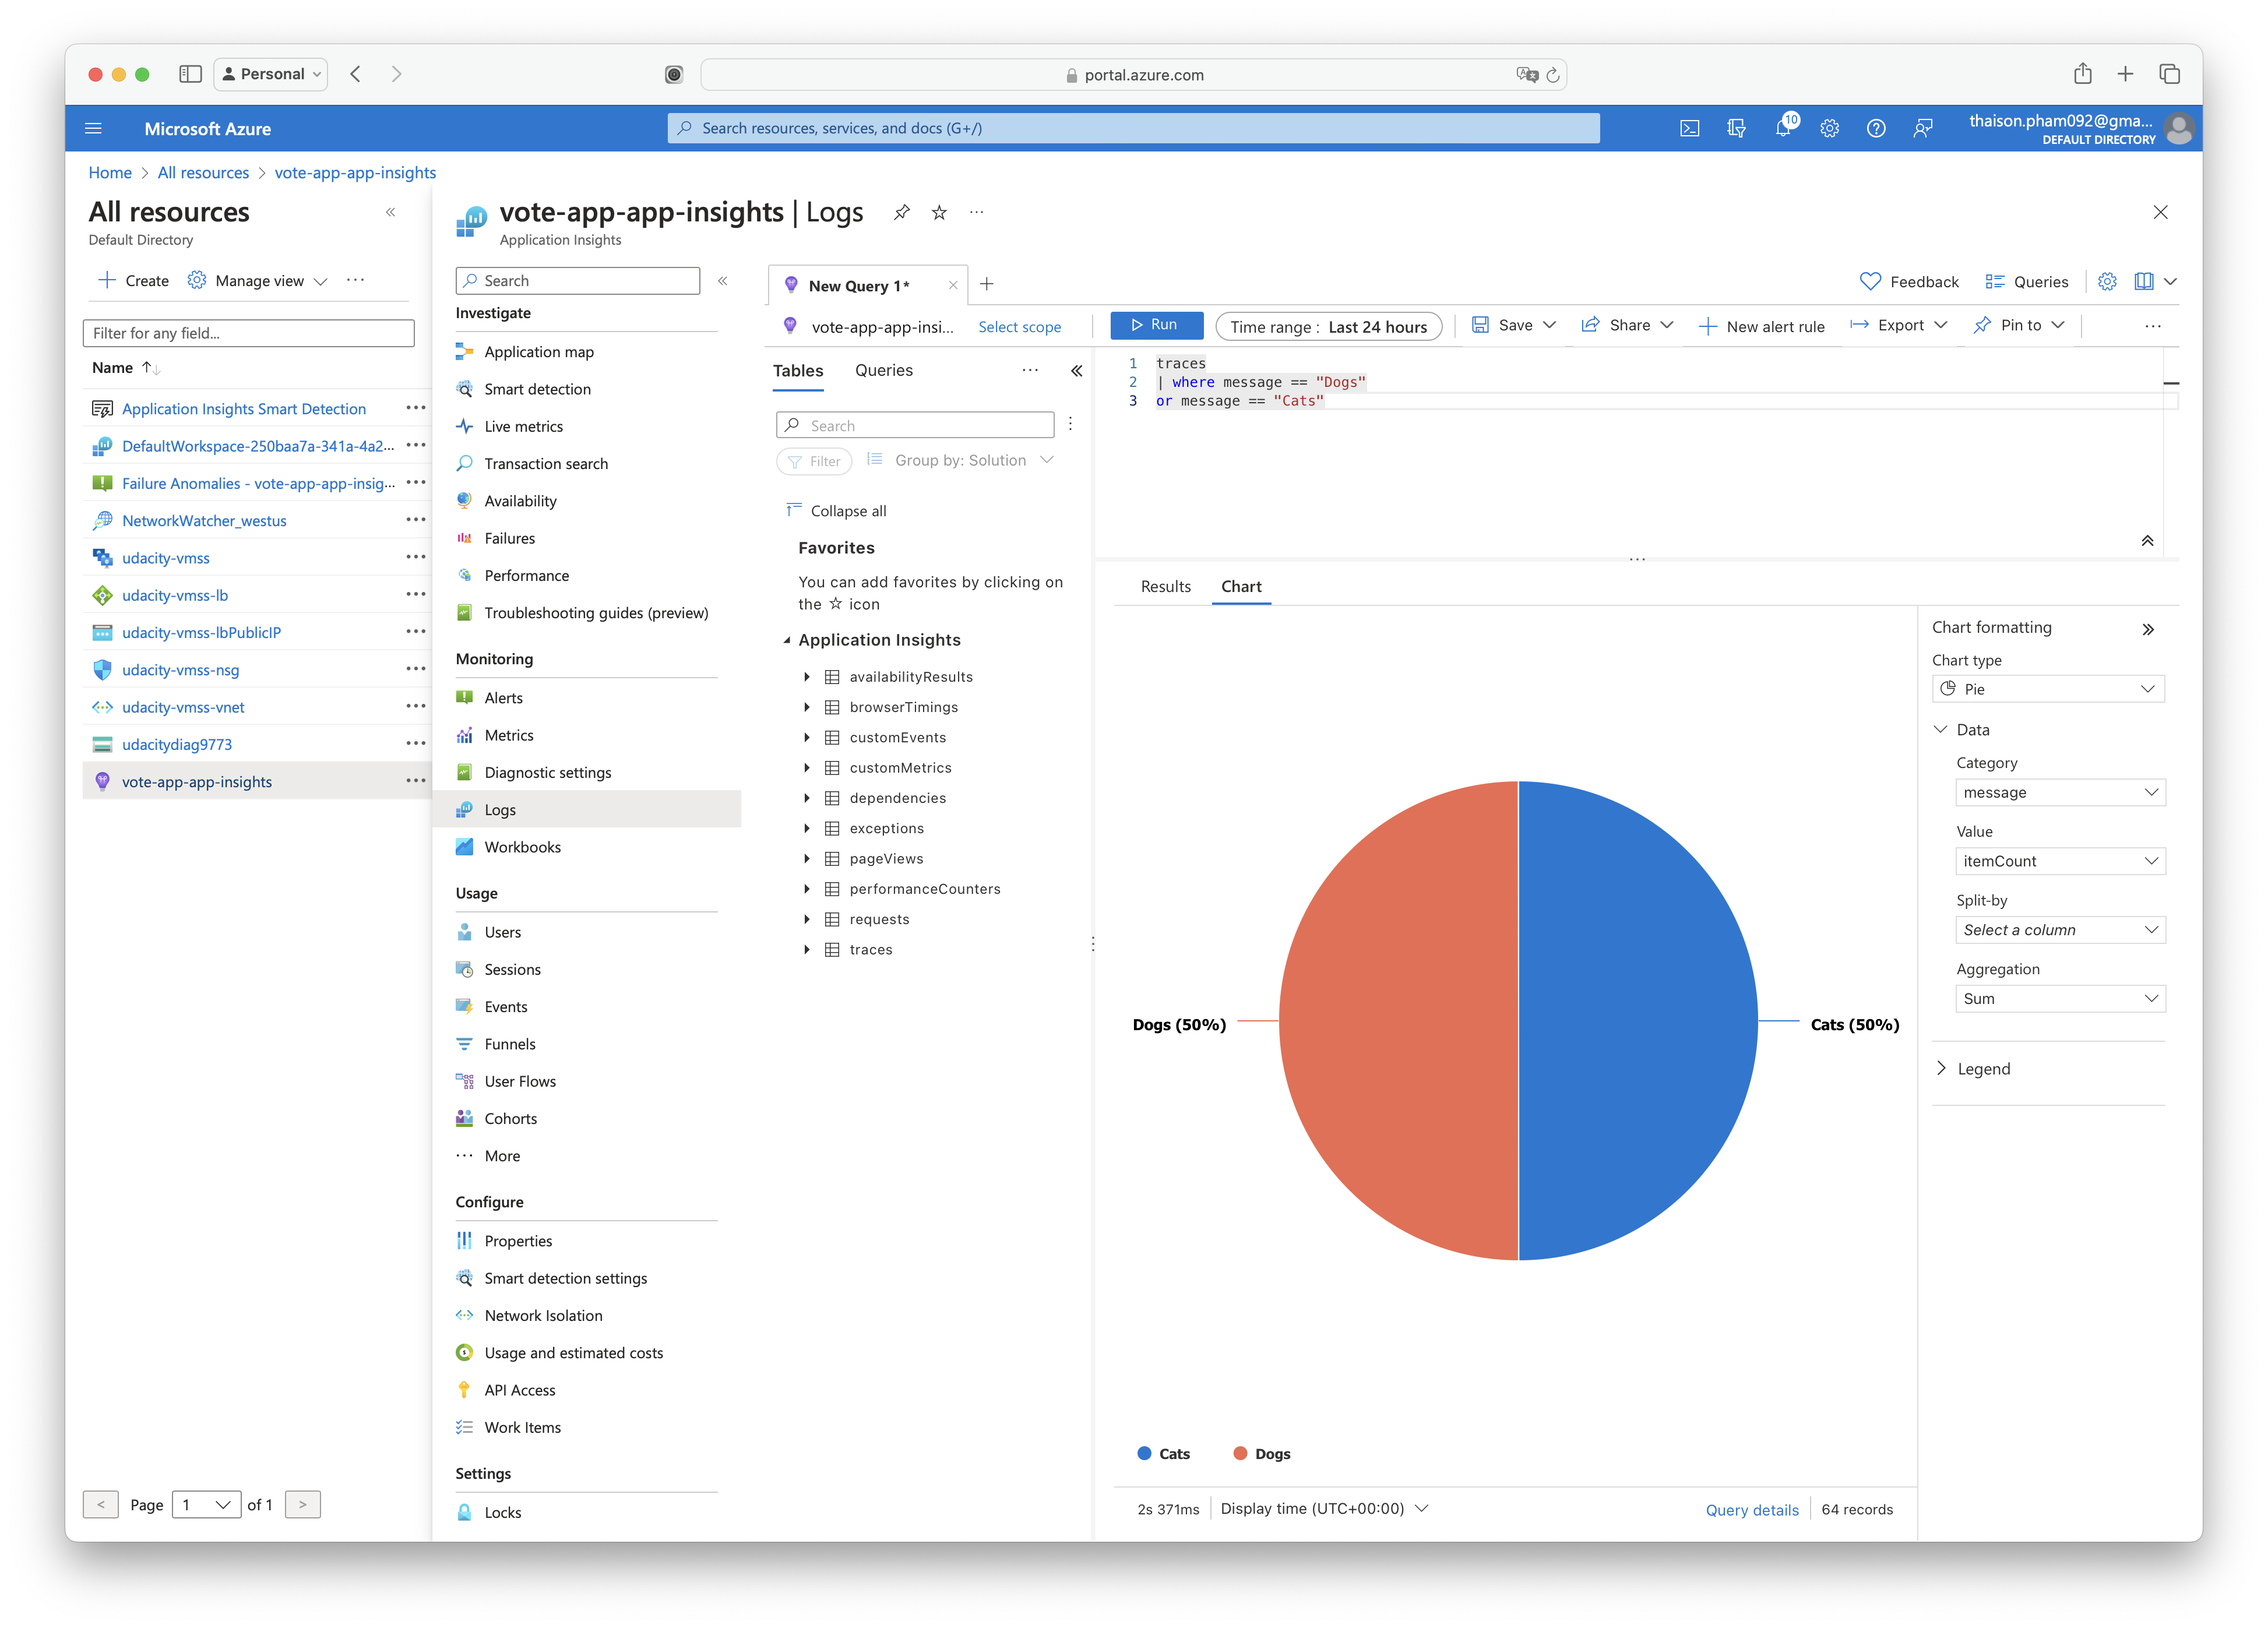 Personal
portal.azure.com
Microsoft Azure
Search resources, services, and docs (G+/)
10
thaison.pham092@gma...
DEFAULT DIRECTORY
Home > All resources > vote-app-app-insights
All resources
Default Directory
Create
Manage view
Filter for any field...
Name
Application Insights Smart Detection
DefaultWorkspace-250baa7a-341a-4a2...
Failure Anomalies - vote-app-app-insig...
NetworkWatcher_westus
udacity-vmss
udacity-vmss-lb
udacity-vmss-lbPublicIP
udacity-vmss-nsg
udacity-vmss-vnet
udacitydiag9773
vote-app-app-insights
< Page 1 of 1 >
vote-app-app-insights | Logs
Application Insights
Search
Investigate
Application map
Smart detection
Live metrics
Transaction search
Availability
Failures
Performance
Troubleshooting guides (preview)
Monitoring
Alerts
Metrics
Diagnostic settings
Logs
Workbooks
Usage
Users
Sessions
Events
Funnels
User Flows
Cohorts
More
Configure
Properties
Smart detection settings
Network Isolation
Usage and estimated costs
API Access
Work Items
Settings
Locks
New Query 1*
Feedback
Queries
vote-app-app-insi...
Select scope
Run
Time range : Last 24 hours
Save
Share
New alert rule
Export
Pin to
Tables
Queries
Search
Filter
Group by: Solution
Collapse all
Favorites
You can add favorites by clicking on
the ☆ icon
Application Insights
availabilityResults
browserTimings
customEvents
customMetrics
dependencies
exceptions
pageViews
performanceCounters
requests
traces
1 traces
2 | where message == "Dogs"
3 or message == "Cats"
Results
Chart
Dogs (50%)
Cats (50%)
Cats
Dogs
2s 371ms
Display time (UTC+00:00)
Query details
64 records
Chart formatting
Chart type
Pie
Data
Category
message
Value
itemCount
Split-by
Select a column
Aggregation
Sum
Legend